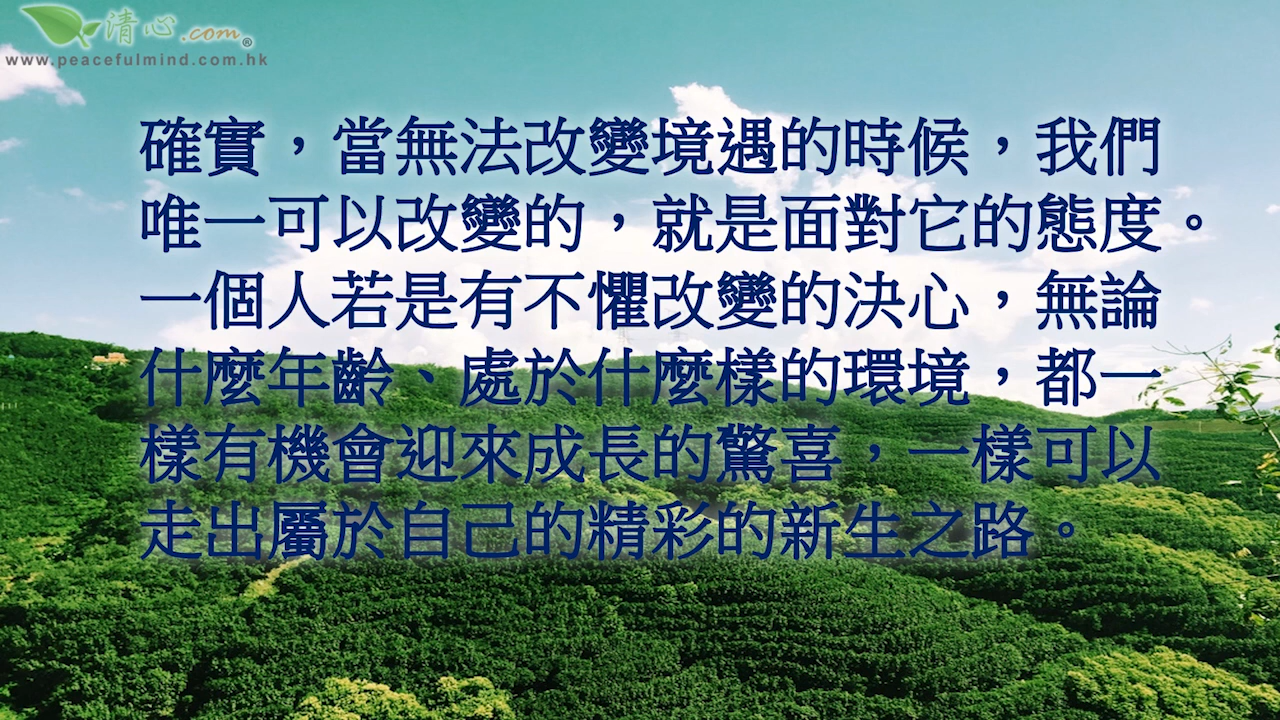 清心.com®
www.peacefulmind.com.hk
確實，當無法改變境遇的時候，我們
唯一可以改變的，就是面對它的態度。
一個人若是有不懼改變的決心，無論
什麼年齡、處於什麼樣的環境，都一
樣有機會迎來成長的驚喜，一樣可以
走出屬於自己的精彩的新生之路。